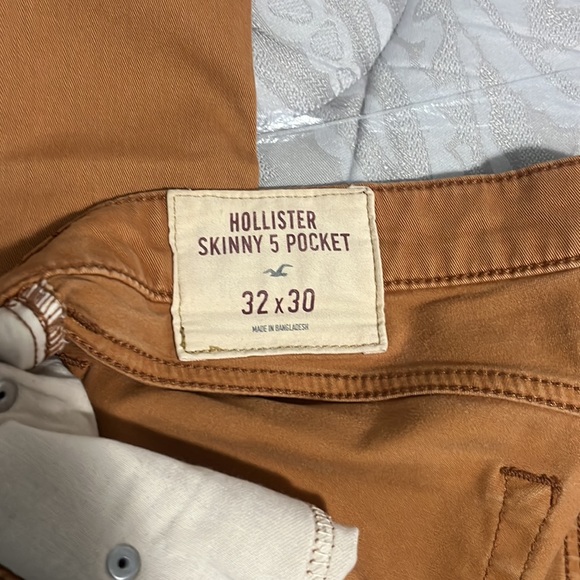 HOLLISTER
SKINNY 5 POCKET
32 x 30
MADE IN BANGLADESH